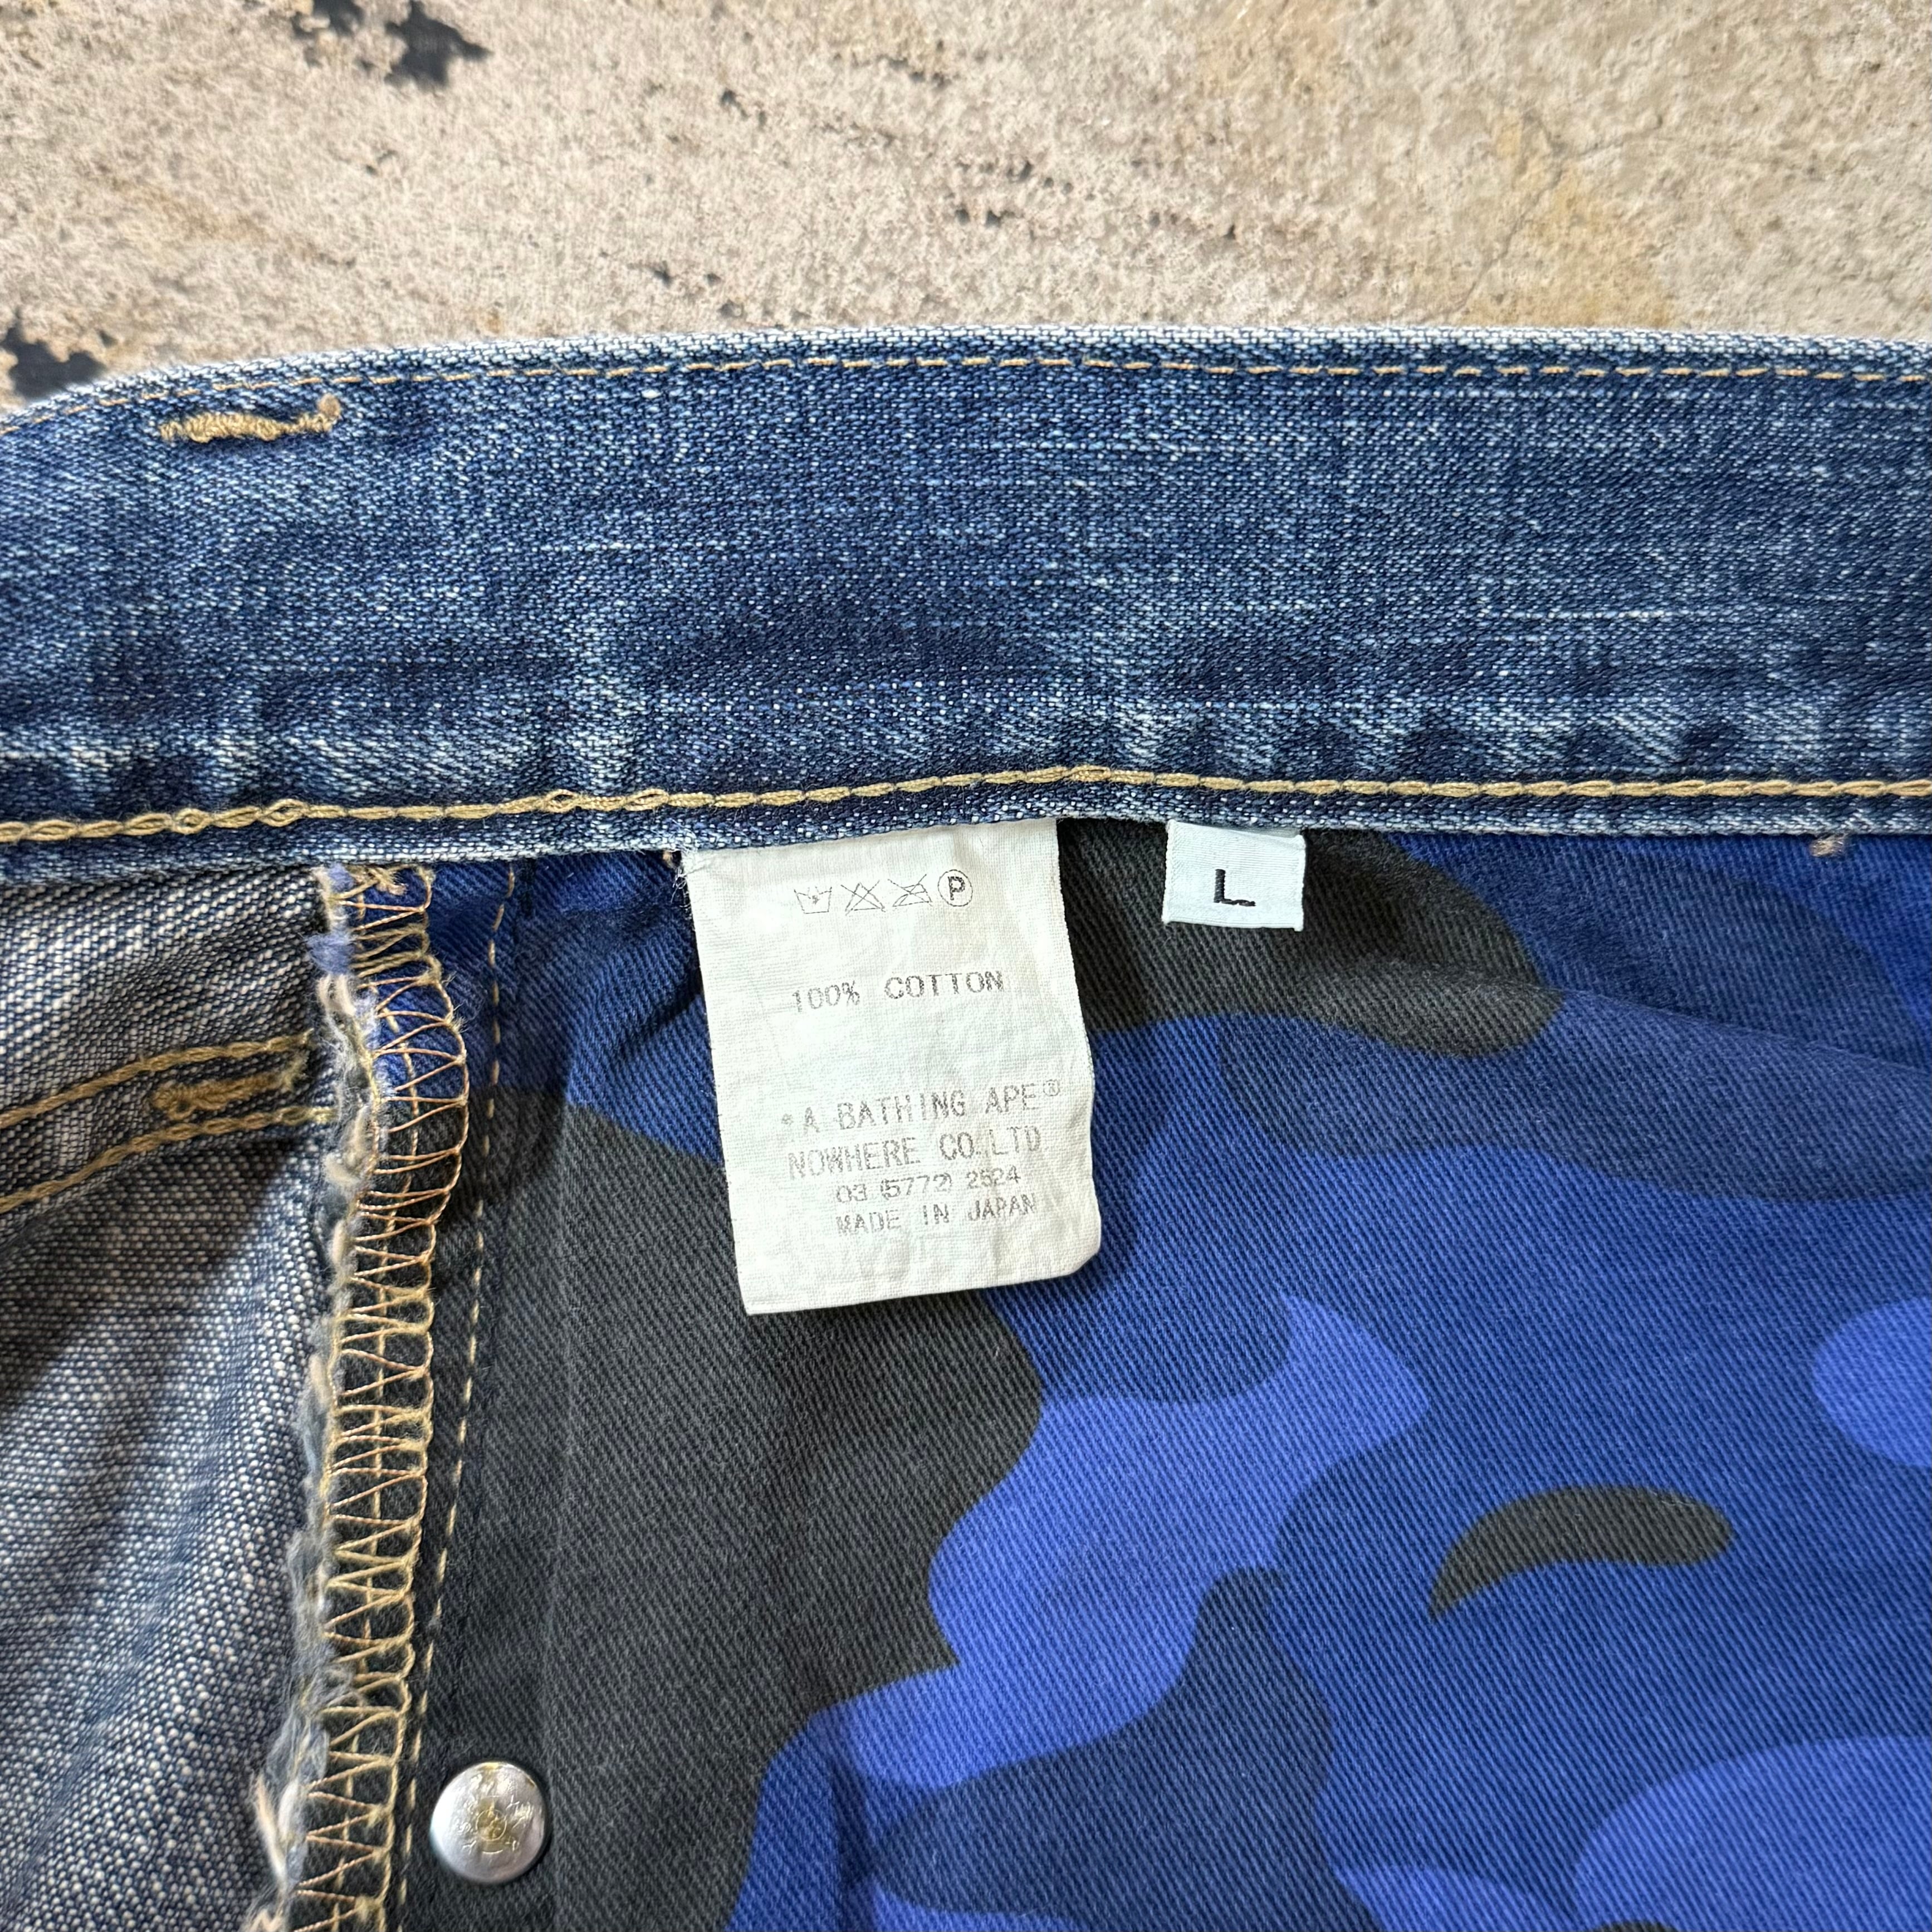 P
100% COTTON
*A BATHING APE®
NOWHERE CO.LTD
03 (5772) 2524
MADE IN JAPAN
L